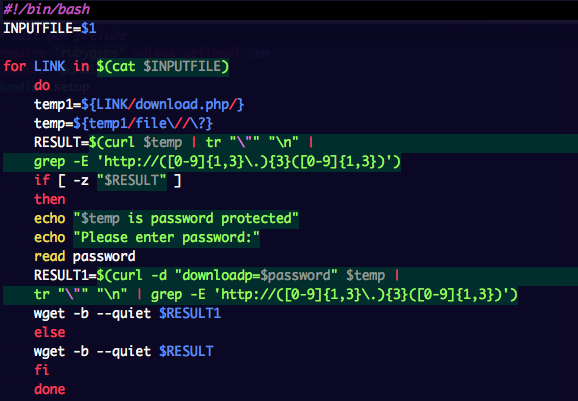 #!/bin/bash
INPUTFILE=$1
for LINK in $(cat $INPUTFILE)
do
temp1=${LINK/download.php/}
temp=${temp1/file\//\?}
RESULT=$(curl $temp | tr "\"" "\n" |
grep -E 'http://([0-9]{1,3}\.){3}([0-9]{1,3})')
if [ -z "$RESULT" ]
then
echo "$temp is password protected"
echo "Please enter password:"
read password
RESULT1=$(curl -d "downloadp=$password" $temp |
tr "\"" "\n" | grep -E 'http://([0-9]{1,3}\.){3}([0-9]{1,3})')
wget -b --quiet $RESULT1
else
wget -b --quiet $RESULT
fi
done